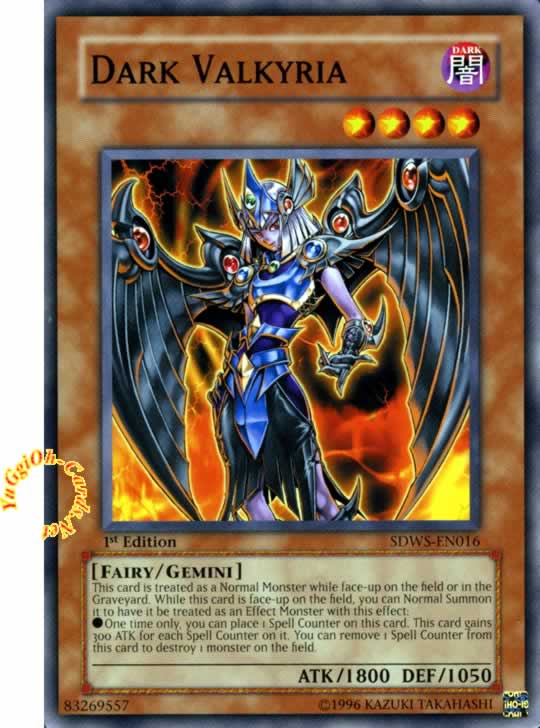 DARK VALKYRIA
DARK
闇
YuGgiOh-Cards.Net
1st Edition
SDWS-EN016
[FAIRY/GEMINI]
This card is treated as a Normal Monster while face-up on the field or in the
Graveyard. While this card is face-up on the field, you can Normal Summon
it to have it be treated as an Effect Monster with this effect:
●One time only, you can place 1 Spell Counter on this card. This card gains
300 ATK for each Spell Counter on it. You can remove 1 Spell Counter from
this card to destroy 1 monster on the field.
ATK/1800 DEF/1050
83269557
©1996 KAZUKI TAKAHASHI